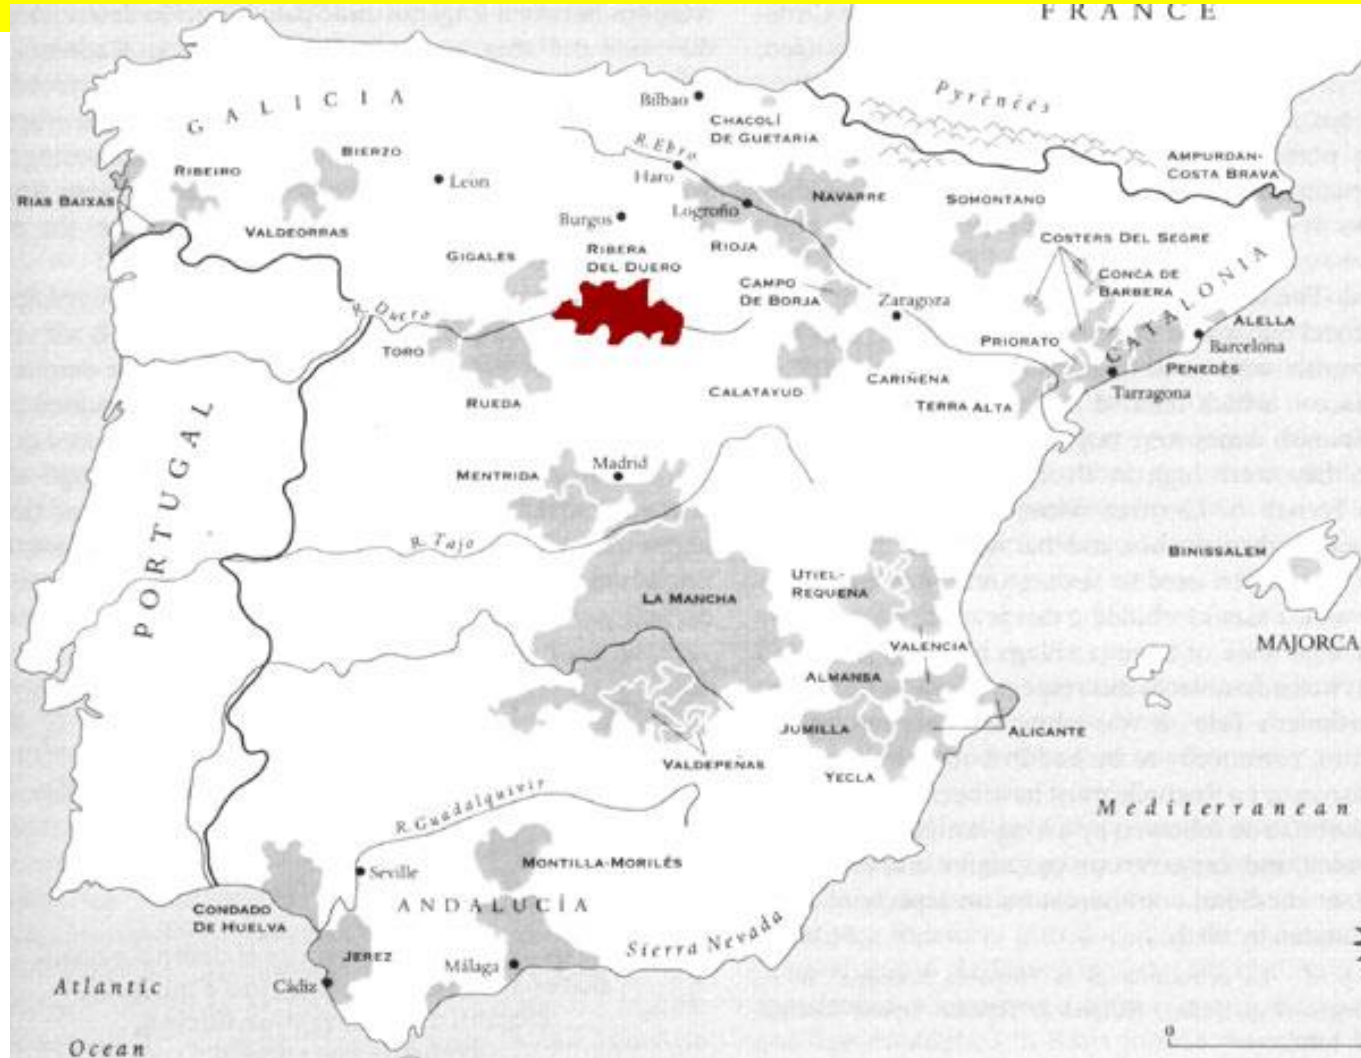 FRANCE
Pyrénées
GALICIA
Bilbao
CHACOLÍ
DE GUETARIA
R. Ebro
Haro
BIERZO
RIBEIRO
León
RIAS BAIXAS
VALDEORRAS
Burgos
Logroño
NAVARRE
RIOJA
SOMONTANO
AMPURDAN-
COSTA BRAVA
COSTERS DEL SEGRE
GIGALES
RIBERA
DEL DUERO
CAMPO
DE BORJA
Zaragoza
CONCA DE
BARBERA
CATALONIA
R. Duero
TORO
RUEDA
CALATAYUD
CARIÑENA
PRIORATO
ALELLA
Barcelona
PENEDÈS
Tarragona
TERRA ALTA
PORTUGAL
MENTRIDA
Madrid
R. Tajo
LA MANCHA
UTIEL-
REQUENA
BINISSALEM
MAJORCA
VALENCIA
ALMANSA
JUMILLA
ALICANTE
YECLA
VALDEPEÑAS
R. Guadalquivir
Mediterranean
MONTILLA-MORILÉS
Seville
ANDALUCÍA
CONDADO
DE HUELVA
JEREZ
Málaga
Sierra Nevada
Cádiz
Atlantic
Ocean
0